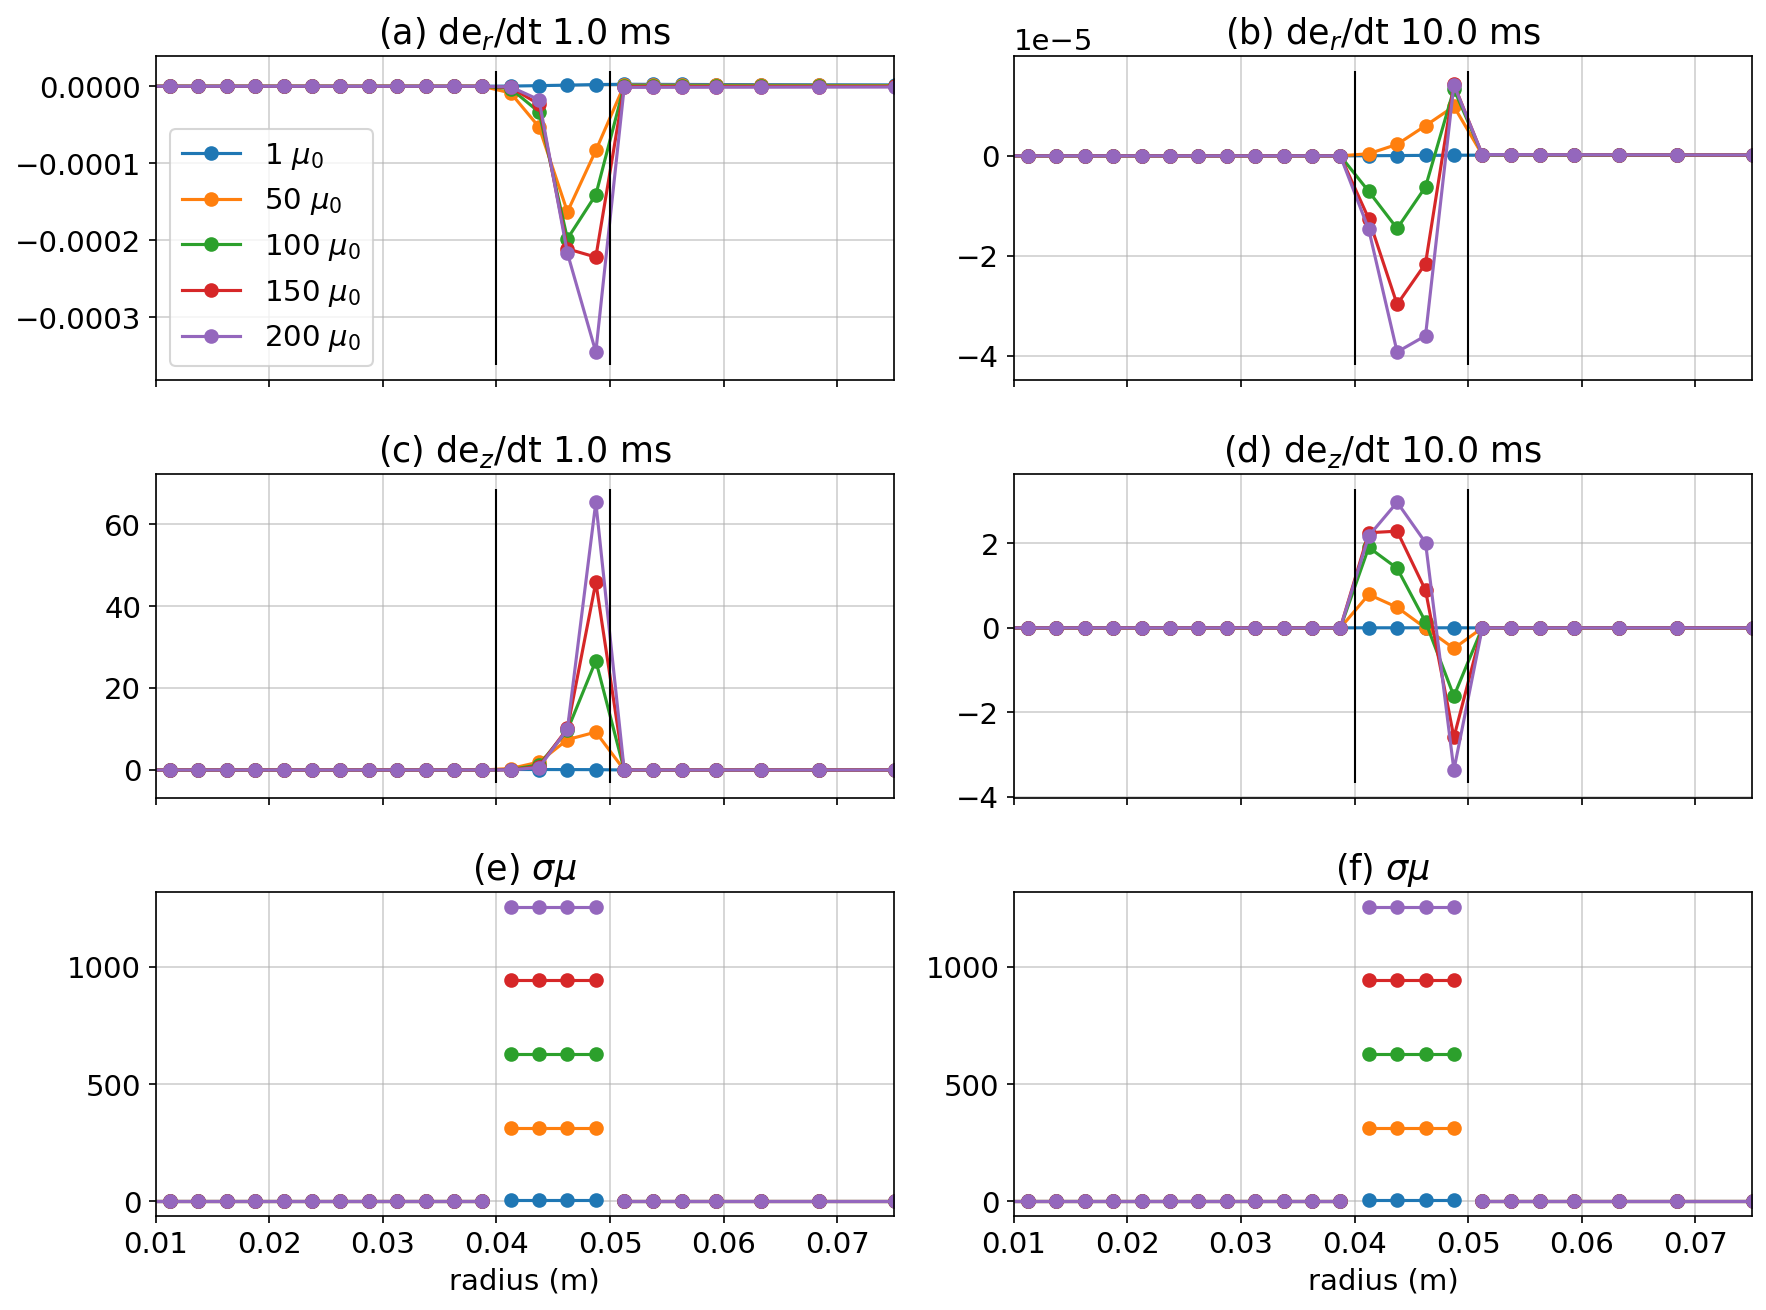 (a) de_r/dt 1.0 ms
0.0000
−0.0001
−0.0002
−0.0003
1 μ₀
50 μ₀
100 μ₀
150 μ₀
200 μ₀
(b) de_r/dt 10.0 ms
1e−5
0
−2
−4
(c) de_z/dt 1.0 ms
60
40
20
0
(d) de_z/dt 10.0 ms
2
0
−2
−4
(e) σμ
1000
500
0
0.01 0.02 0.03 0.04 0.05 0.06 0.07
radius (m)
(f) σμ
1000
500
0
0.01 0.02 0.03 0.04 0.05 0.06 0.07
radius (m)